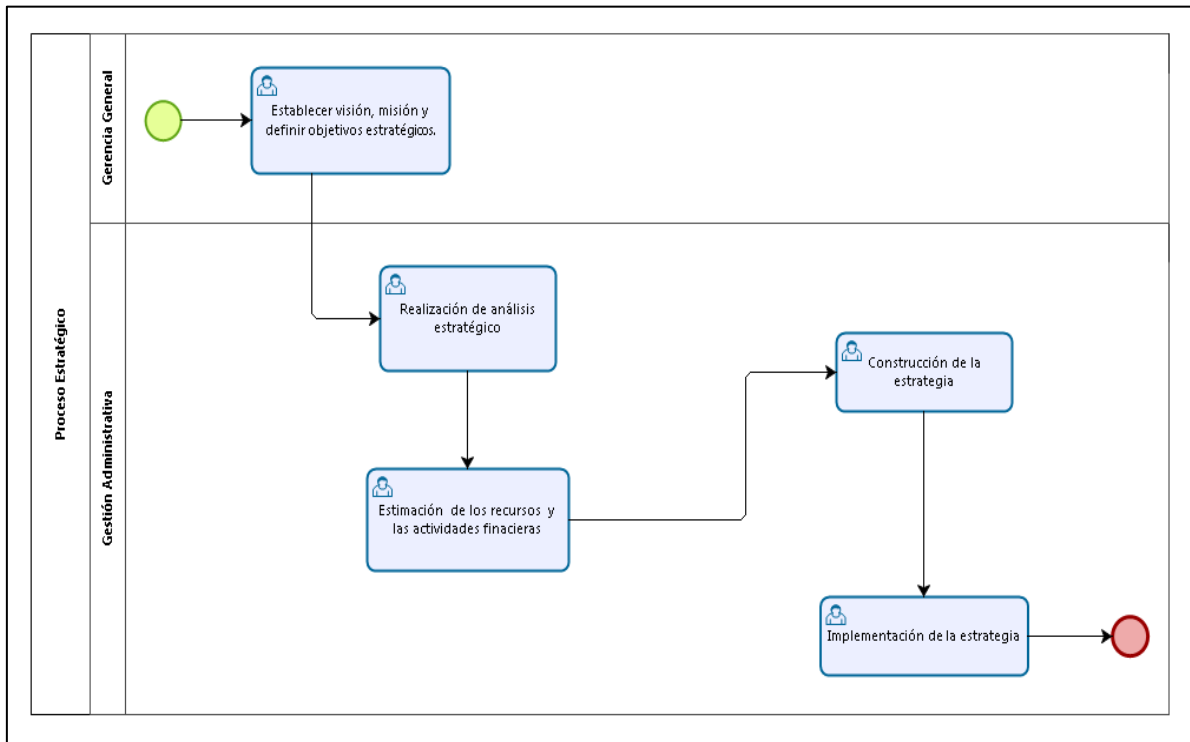 Proceso Estratégico
Gerencia General
Establecer visión, misión y
definir objetivos estratégicos.
Gestión Administrativa
Realización de análisis
estratégico
Estimación de los recursos y
las actividades finacieras
Construcción de la
estrategia
Implementación de la estrategia